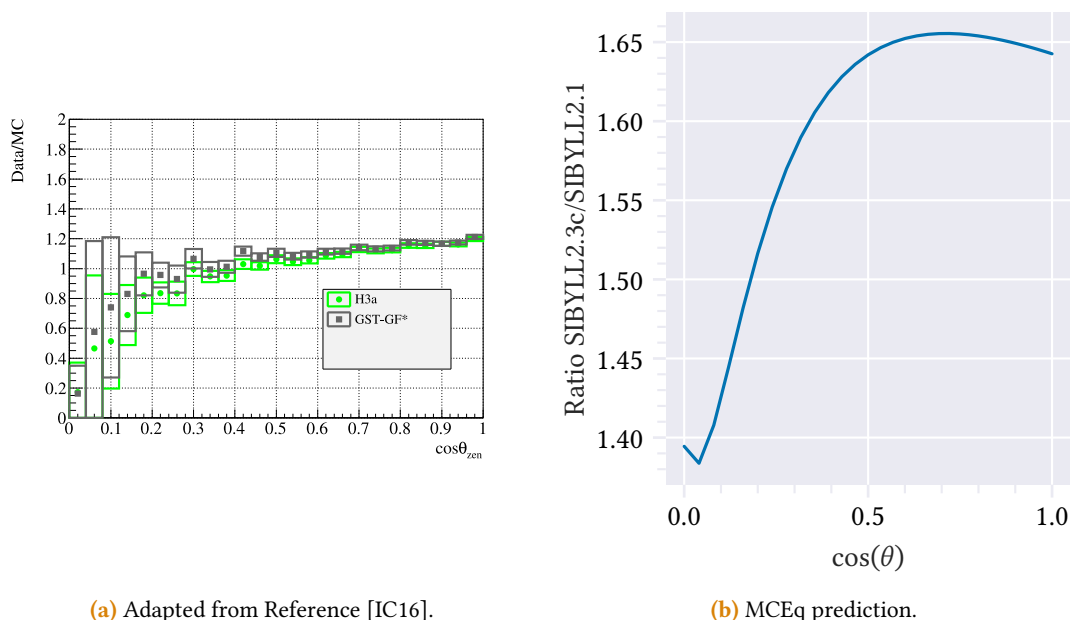 Data/MC
2
1.8
1.6
1.4
1.2
1
0.8
0.6
0.4
0.2
0
H3a
GST-GF*
0 0.1 0.2 0.3 0.4 0.5 0.6 0.7 0.8 0.9 1
cosθzen
(a) Adapted from Reference [IC16].
Ratio SIBYLL2.3c/SIBYLL2.1
1.65
1.60
1.55
1.50
1.45
1.40
0.0 0.5 1.0
cos(θ)
(b) MCEq prediction.